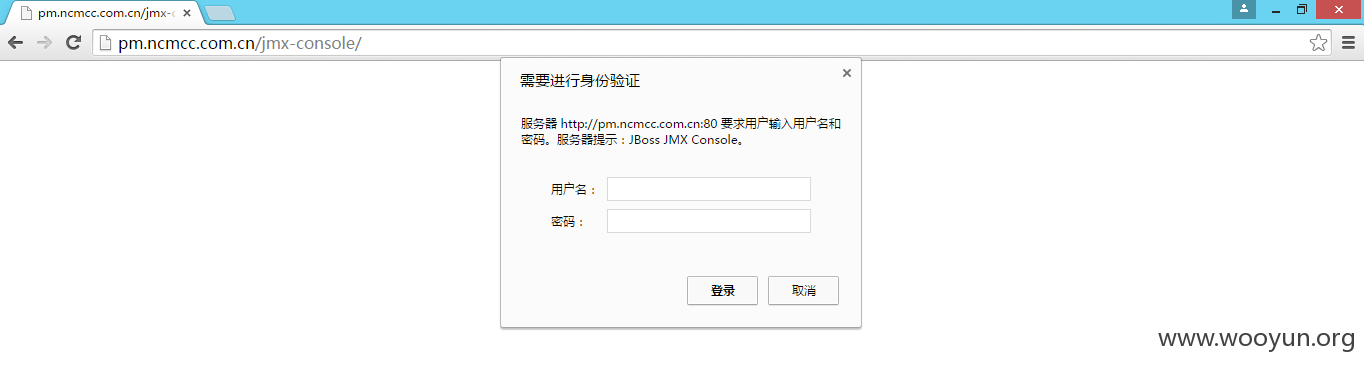 pm.ncmcc.com.cn/jmx-c
pm.ncmcc.com.cn/jmx-console/
需要进行身份验证
服务器 http://pm.ncmcc.com.cn:80 要求用户输入用户名和
密码。服务器提示：JBoss JMX Console。
用户名：
密码：
登录 取消
www.wooyun.org